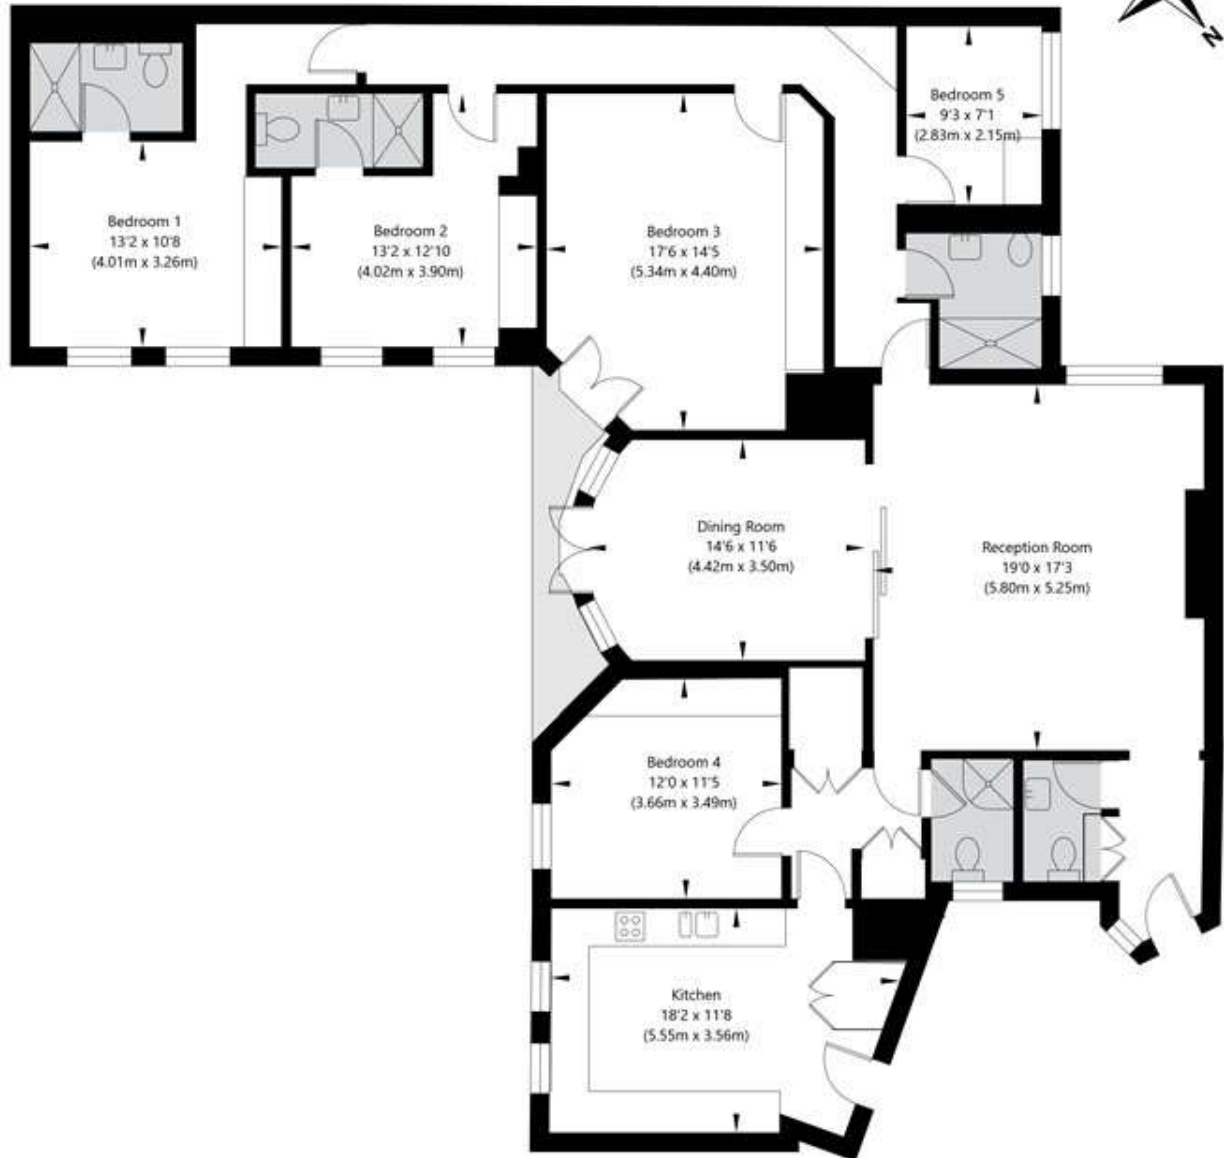 N
Bedroom 5
9'3 x 7'1
(2.83m x 2.15m)
Bedroom 1
13'2 x 10'8
(4.01m x 3.26m)
Bedroom 2
13'2 x 12'10
(4.02m x 3.90m)
Bedroom 3
17'6 x 14'5
(5.34m x 4.40m)
Dining Room
14'6 x 11'6
(4.42m x 3.50m)
Reception Room
19'0 x 17'3
(5.80m x 5.25m)
Bedroom 4
12'0 x 11'5
(3.66m x 3.49m)
Kitchen
18'2 x 11'8
(5.55m x 3.56m)